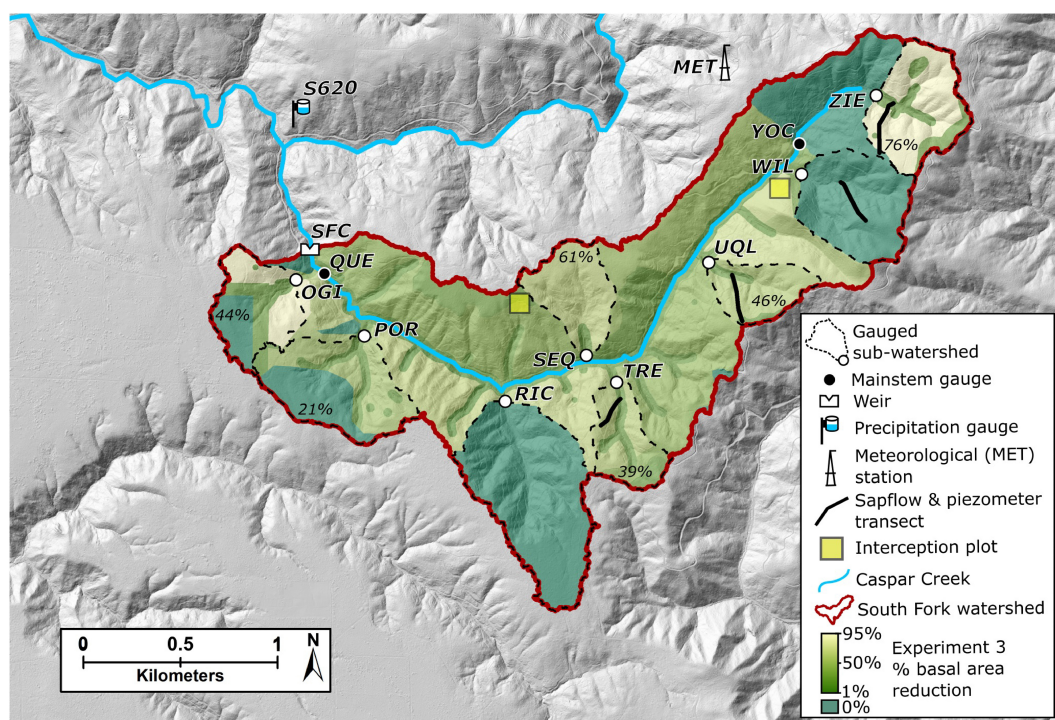 S620
MET
ZIE
76%
YOC
WIL
SFC
QUE
OGI
61%
UQL
46%
44%
POR
SEQ
TRE
RIC
21%
39%
Gauged
sub-watershed
Mainstem gauge
Weir
Precipitation gauge
Meteorological (MET)
station
Sapflow & piezometer
transect
Interception plot
Caspar Creek
South Fork watershed
95%
50%
1%
0%
Experiment 3
% basal area
reduction
0 0.5 1
Kilometers
N